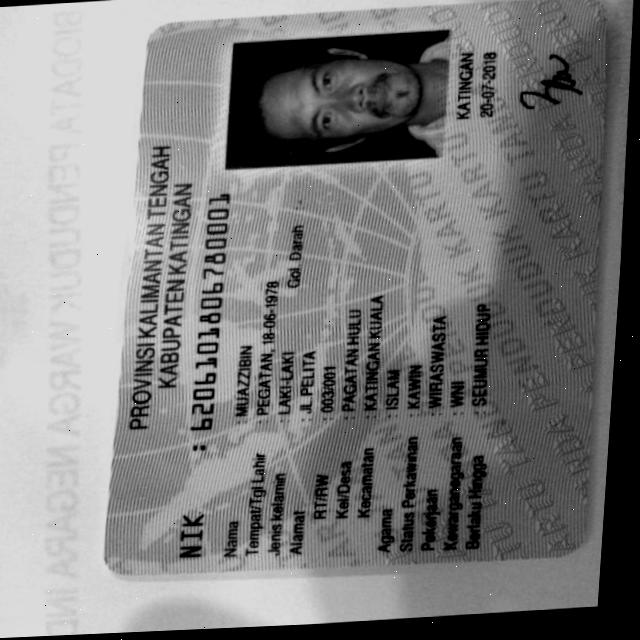 BIODATA PENDUDUK WARGA NEGARA IND
PROVINSI KALIMANTAN TENGAH
KABUPATEN KATINGAN
NIK : 6206101806780001
Nama : MUAZZIBIN
Tempat/Tgl Lahir : PEGATAN, 18-06-1978
Jenis kelamin : LAKI-LAKI Gol. Darah
Alamat : JL.PELITA
RT/RW : 003/001
Kel/Desa : PAGATAN HULU
Kecamatan : KATINGAN KUALA
Agama : ISLAM
Status Perkawinan : KAWIN
Pekerjaan : WIRASWASTA
Kewarganegaraan : WNI
Berlaku Hingga : SEUMUR HIDUP
KATINGAN
20-07-2018